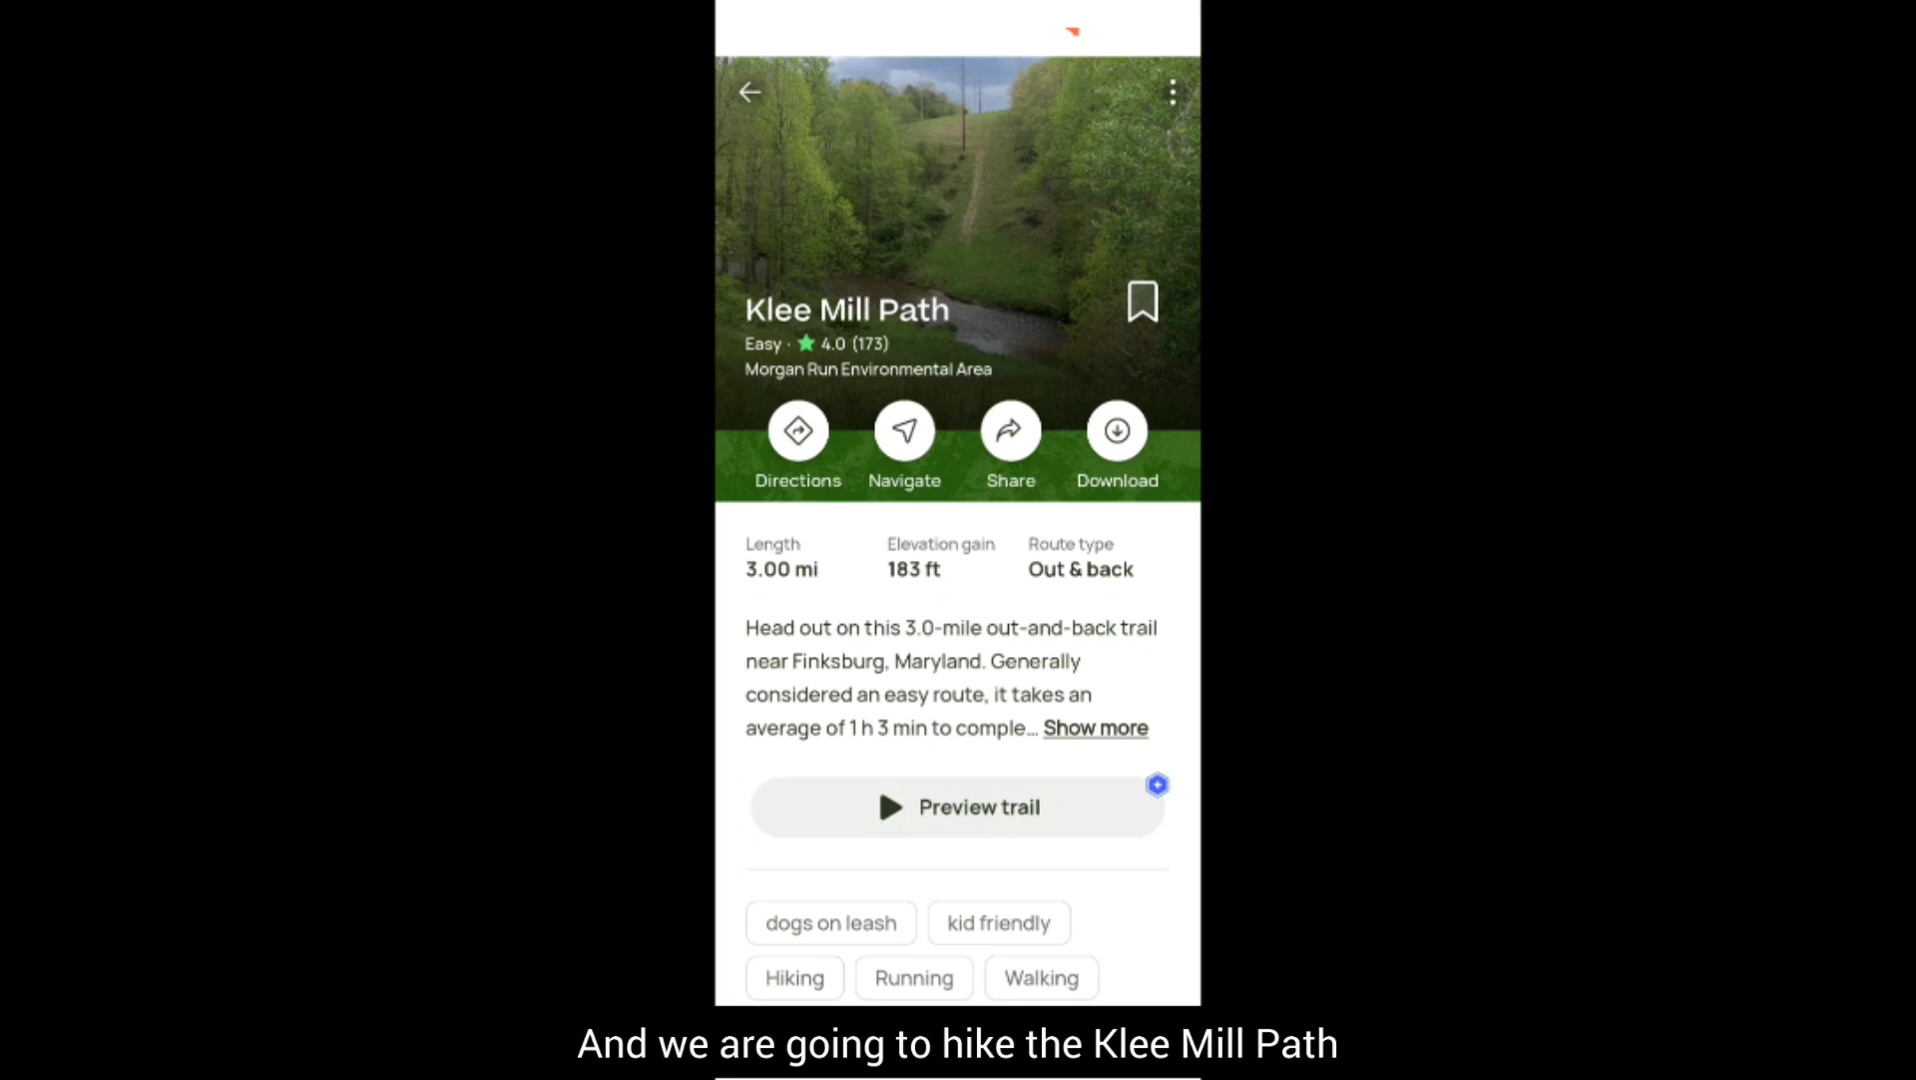 Klee Mill Path
Easy · 4.0 (173)
Morgan Run Environmental Area
Directions Navigate Share Download
Length Elevation gain Route type
3.00 mi 183 ft Out & back
Head out on this 3.0-mile out-and-back trail
near Finksburg, Maryland. Generally
considered an easy route, it takes an
average of 1 h 3 min to comple... Show more
Preview trail
dogs on leash kid friendly
Hiking Running Walking
And we are going to hike the Klee Mill Path